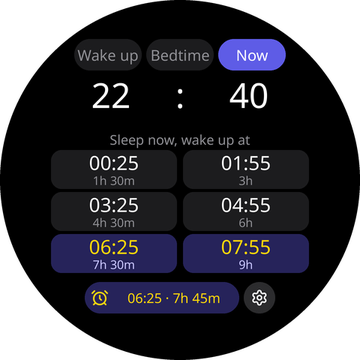 Wake up Bedtime Now
22 : 40
Sleep now, wake up at
00:25 01:55
1h 30m 3h
03:25 04:55
4h 30m 6h
06:25 07:55
7h 30m 9h
06:25 · 7h 45m